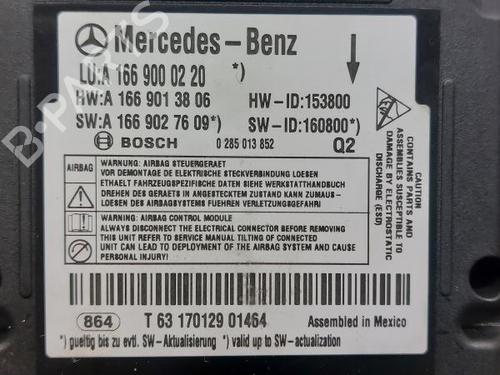 Mercedes-Benz
LU:A 166 900 02 20 *)
HW:A 166 901 38 06 HW-ID:153800
SW:A 166 902 76 09*) SW-ID:160800*)
BOSCH 0 285 013 852 Q2
AIRBAG
WARNUNG: AIRBAG STEUERGERAET
VOR DEMONTAGE DE ELEKTRISCHEN STECKVERBINDUNG LOESEN
ENTHAELT FAHRZEUGSPEZIFISCHE DATEN SIEHE WERKSTATTHANDBUCH
DREHEN DES GERAETS IN ANGESTECKTEN ZUSTAND KANN ZUMAU-
LOESEN DES AIRBAGSYSTEMS FUEHREN VERLETZUNGSGEFAHR!
AIRBAG
WARNING: AIRBAG CONTROL MODULE
ALWAYS DISCONNECT THE ELECTRICAL CONNECTOR BEFORE REMOVING
THIS UNIT REFER TO SERVICE MANUAL TILTING OF CONNECTED
UNIT CAN LEAD TO DEPLOYMENT OF THE AIRBAG SYSTEM AND CAN
CAUSE PERSONAL INJURY!
CAUTION
CONTAINS PARTS AND
ASSEMBLIES SUSCEPTIBLE TO
DAMAGE BY ELECTROSTATIC
DISCHARGE (ESD)
864 T 63 170129 01464 Assembled in Mexico
*) gueltig bis zu evtl. SW-Aktualisierung *) valid up to SW-actualization
B-PARTS